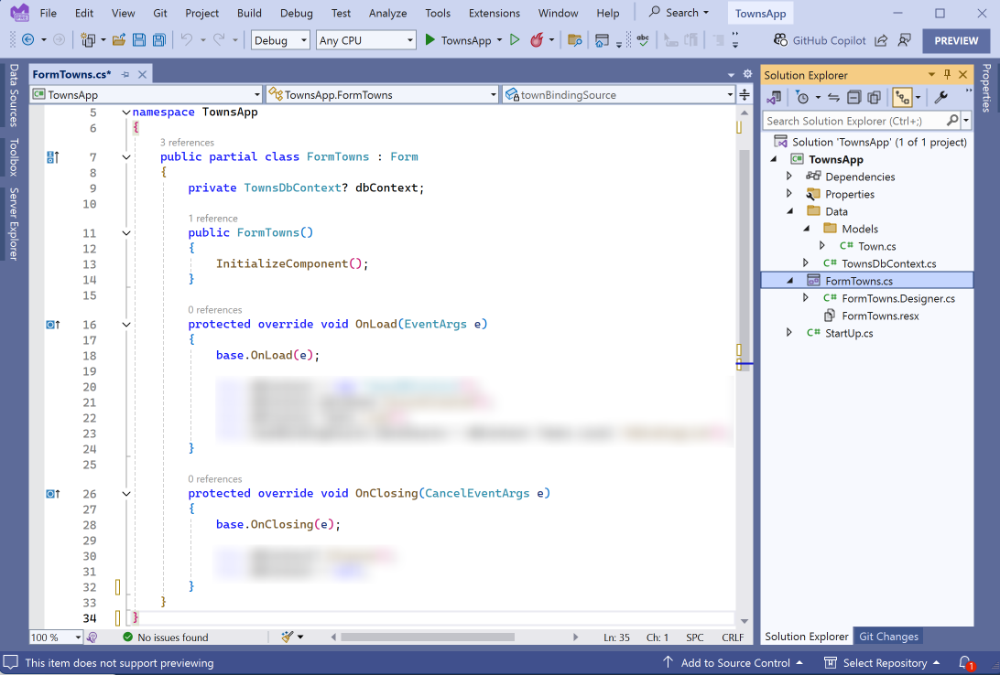 File Edit View Git Project Build Debug Test Analyze Tools Extensions Window Help Search TownsApp
Debug Any CPU TownsApp GitHub Copilot PREVIEW
Data Sources
Toolbox
Server Explorer
FormTowns.cs*
TownsApp TownsApp.FormTowns townBindingSource
5 namespace TownsApp
6 {
3 references
7 public partial class FormTowns : Form
8 {
9 private TownsDbContext? dbContext;
10
1 reference
11 public FormTowns()
12 {
13 InitializeComponent();
14 }
15
0 references
16 protected override void OnLoad(EventArgs e)
17 {
18 base.OnLoad(e);
19
20
21
22
23
24 }
25
0 references
26 protected override void OnClosing(CancelEventArgs e)
27 {
28 base.OnClosing(e);
29
30
31
32 }
33 }
34 }
100 % No issues found Ln: 35 Ch: 1 SPC CRLF
Solution Explorer
Search Solution Explorer (Ctrl+;)
Solution 'TownsApp' (1 of 1 project)
TownsApp
Dependencies
Properties
Data
Models
C# Town.cs
C# TownsDbContext.cs
FormTowns.cs
C# FormTowns.Designer.cs
FormTowns.resx
C# StartUp.cs
Solution Explorer Git Changes
Properties
This item does not support previewing Add to Source Control Select Repository 1